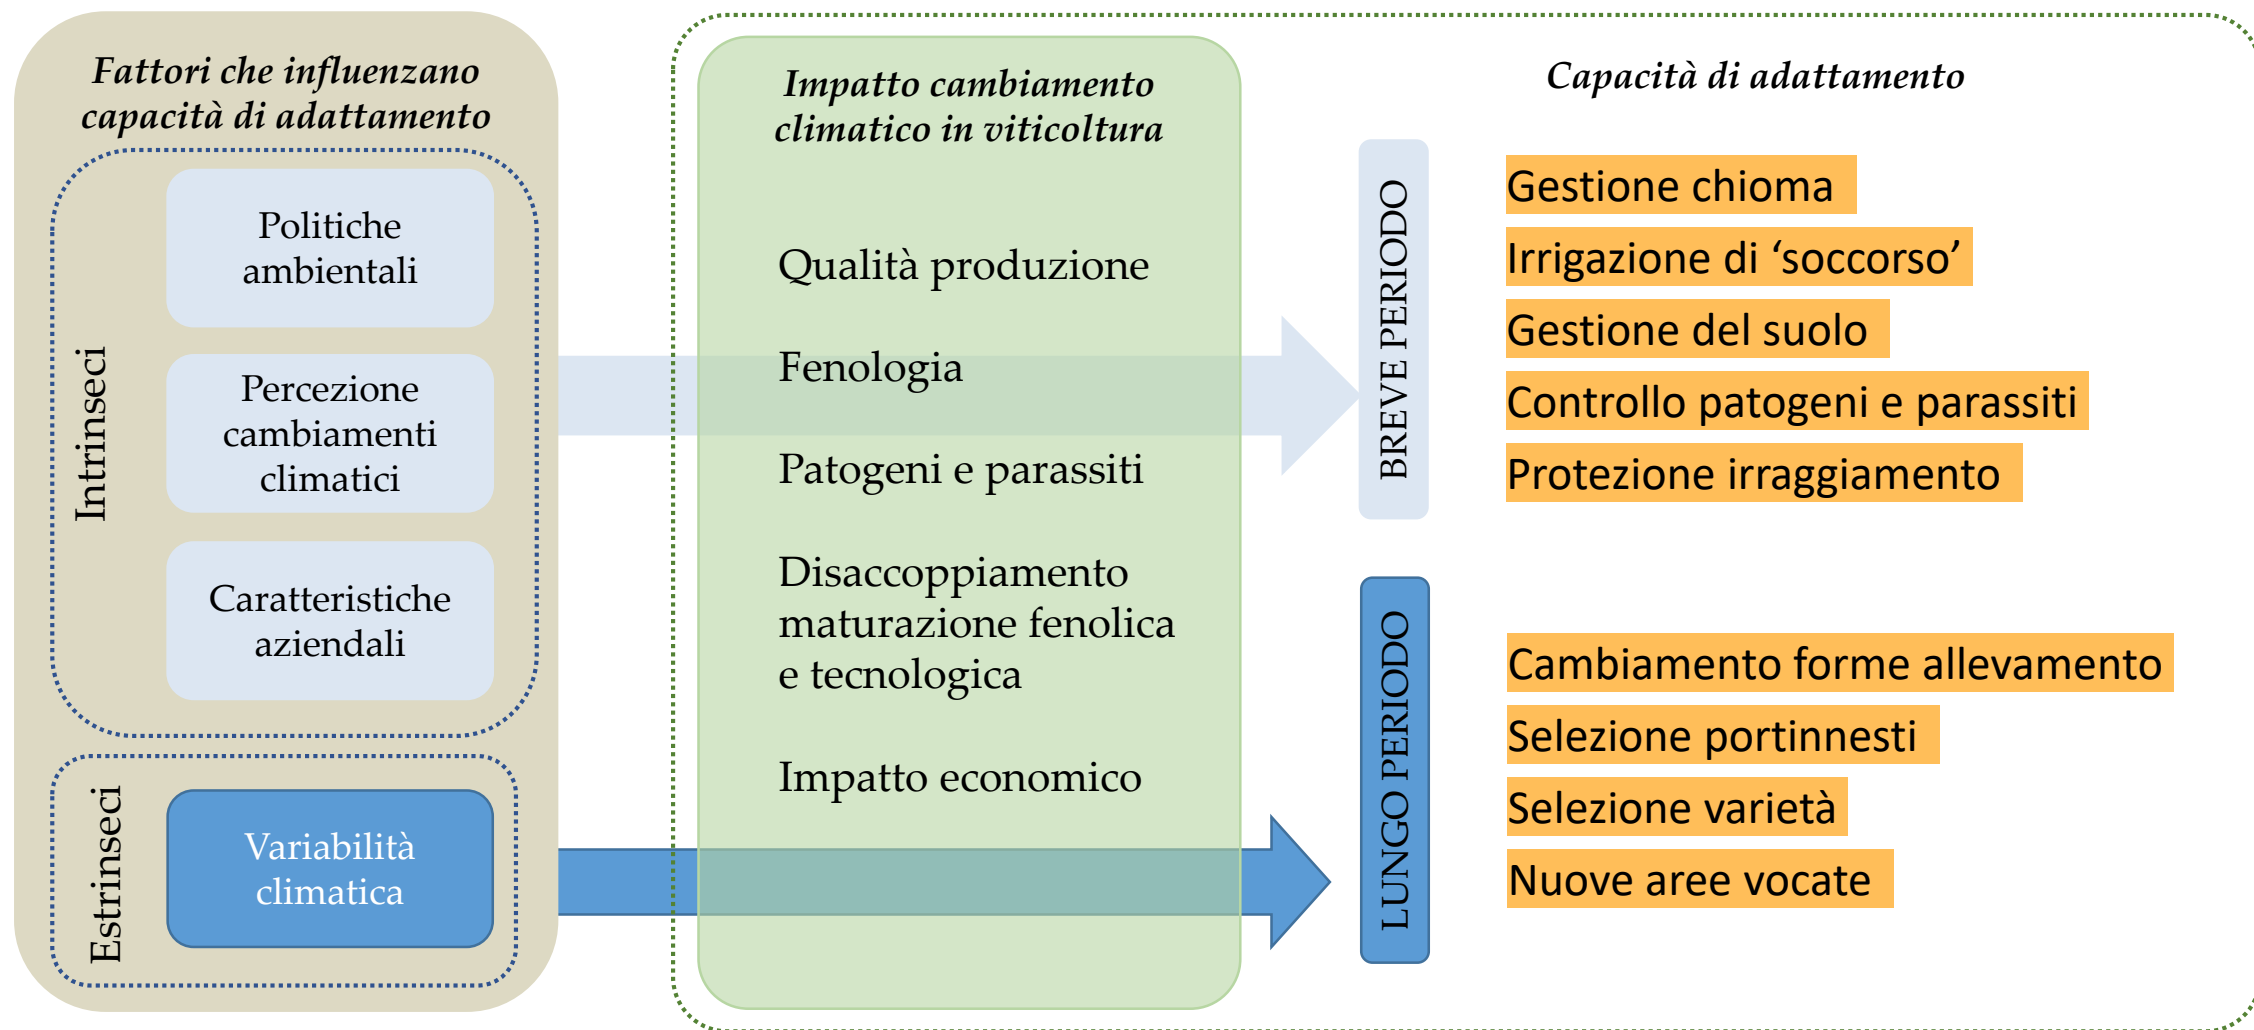 Fattori che influenzano
capacità di adattamento
Intrinseci
Politiche
ambientali
Percezione
cambiamenti
climatici
Caratteristiche
aziendali
Estrinseci
Variabilità
climatica
Impatto cambiamento
climatico in viticoltura
Qualità produzione
Fenologia
Patogeni e parassiti
Disaccoppiamento
maturazione fenolica
e tecnologica
Impatto economico
Capacità di adattamento
BREVE PERIODO
Gestione chioma
Irrigazione di ‘soccorso’
Gestione del suolo
Controllo patogeni e parassiti
Protezione irraggiamento
LUNGO PERIODO
Cambiamento forme allevamento
Selezione portinnesti
Selezione varietà
Nuove aree vocate